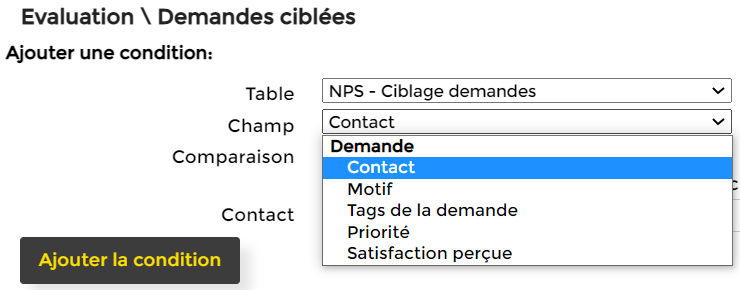 Evaluation \ Demandes ciblées
Ajouter une condition:
Table NPS - Ciblage demandes
Champ Contact
Comparaison
Demande
Contact
Motif
Tags de la demande
Priorité
Satisfaction perçue
Contact
Ajouter la condition